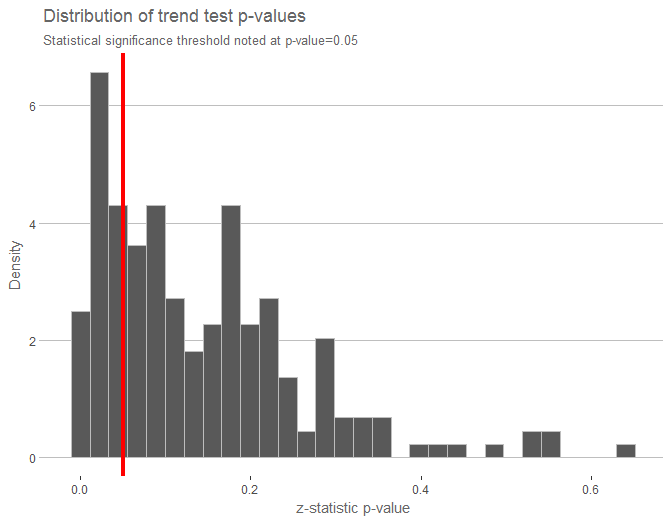 Distribution of trend test p-values
Statistical significance threshold noted at p-value=0.05
6
4
2
0
Density
0.0 0.2 0.4 0.6
z-statistic p-value